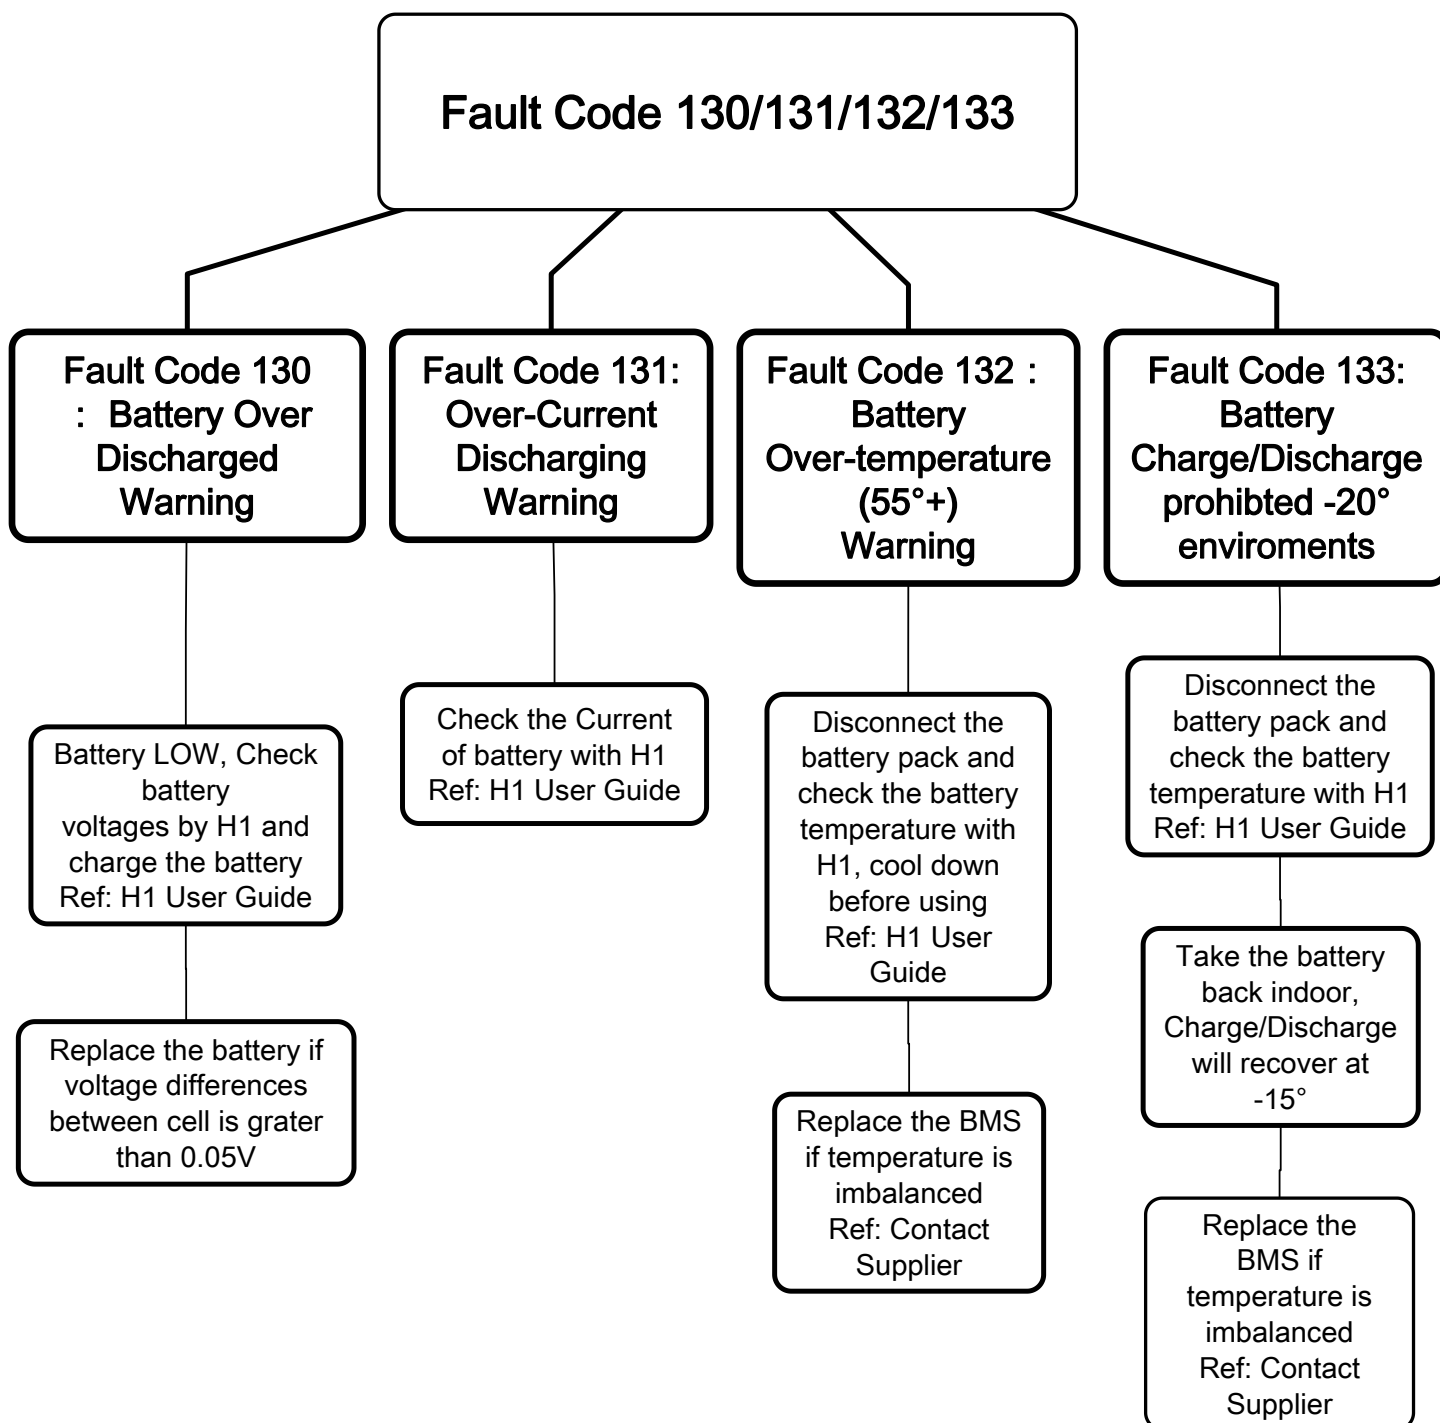 Fault Code 130/131/132/133
Fault Code 130
： Battery Over
Discharged
Warning
Fault Code 131:
Over-Current
Discharging
Warning
Fault Code 132：
Battery
Over-temperature
(55°+)
Warning
Fault Code 133:
Battery
Charge/Discharge
prohibted -20°
enviroments
Battery LOW, Check
battery
voltages by H1 and
charge the battery
Ref: H1 User Guide
Check the Current
of battery with H1
Ref: H1 User Guide
Disconnect the
battery pack and
check the battery
temperature with
H1, cool down
before using
Ref: H1 User
Guide
Disconnect the
battery pack and
check the battery
temperature with H1
Ref: H1 User Guide
Replace the battery if
voltage differences
between cell is grater
than 0.05V
Replace the BMS
if temperature is
imbalanced
Ref: Contact
Supplier
Take the battery
back indoor,
Charge/Discharge
will recover at
-15°
Replace the
BMS if
temperature is
imbalanced
Ref: Contact
Supplier